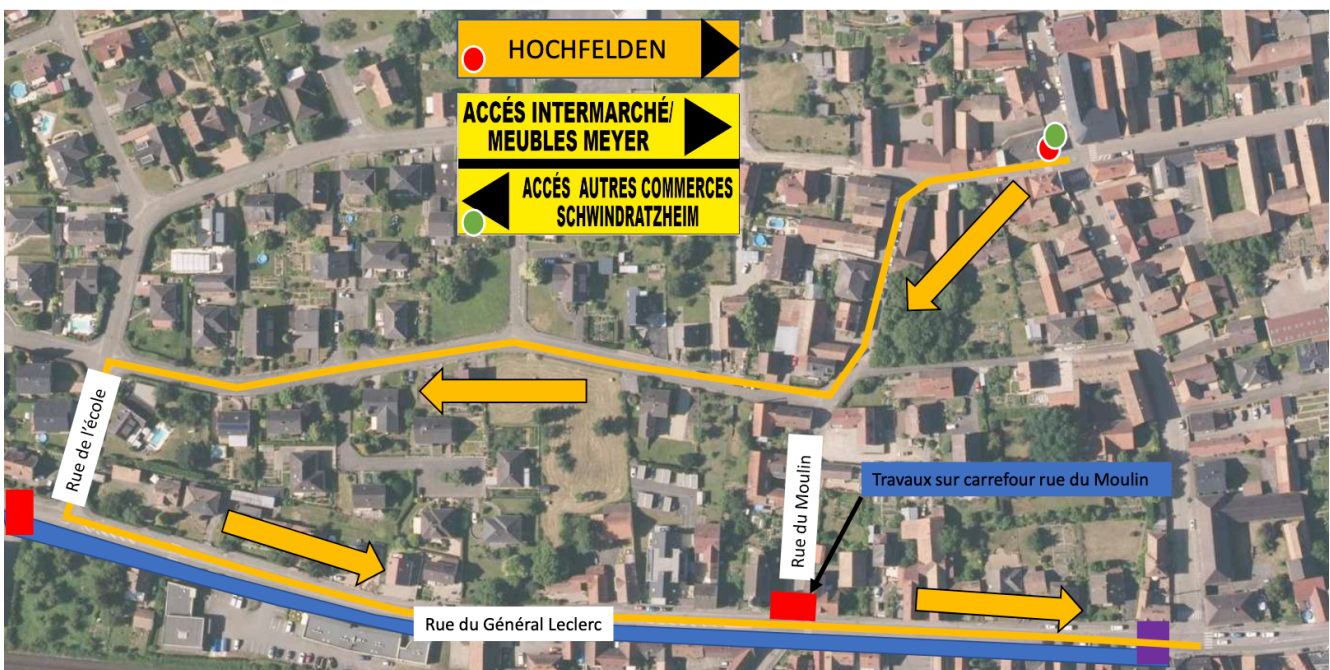 HOCHFELDEN
ACCÉS INTERMARCHÉ/
MEUBLES MEYER
ACCÉS AUTRES COMMERCES
SCHWINDRATZHEIM
Rue de l'école
Rue du Moulin
Travaux sur carrefour rue du Moulin
Rue du Général Leclerc